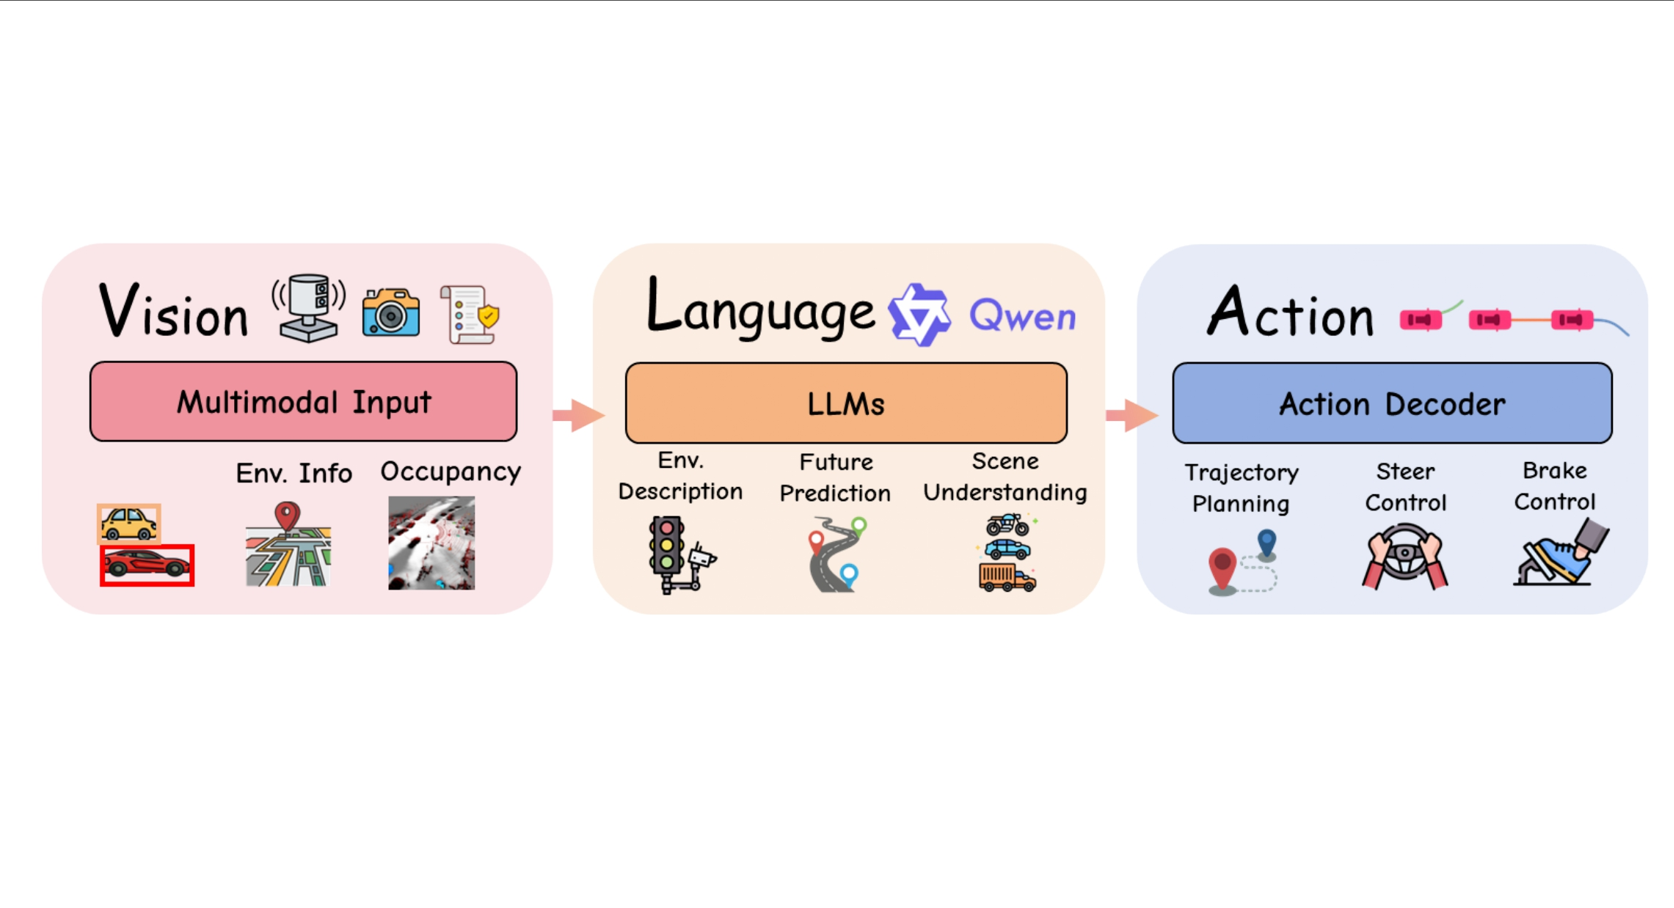 Vision
Multimodal Input
Env. Info
Occupancy
Language
Qwen
LLMs
Env.
Description
Future
Prediction
Scene
Understanding
Action
Action Decoder
Trajectory
Planning
Steer
Control
Brake
Control